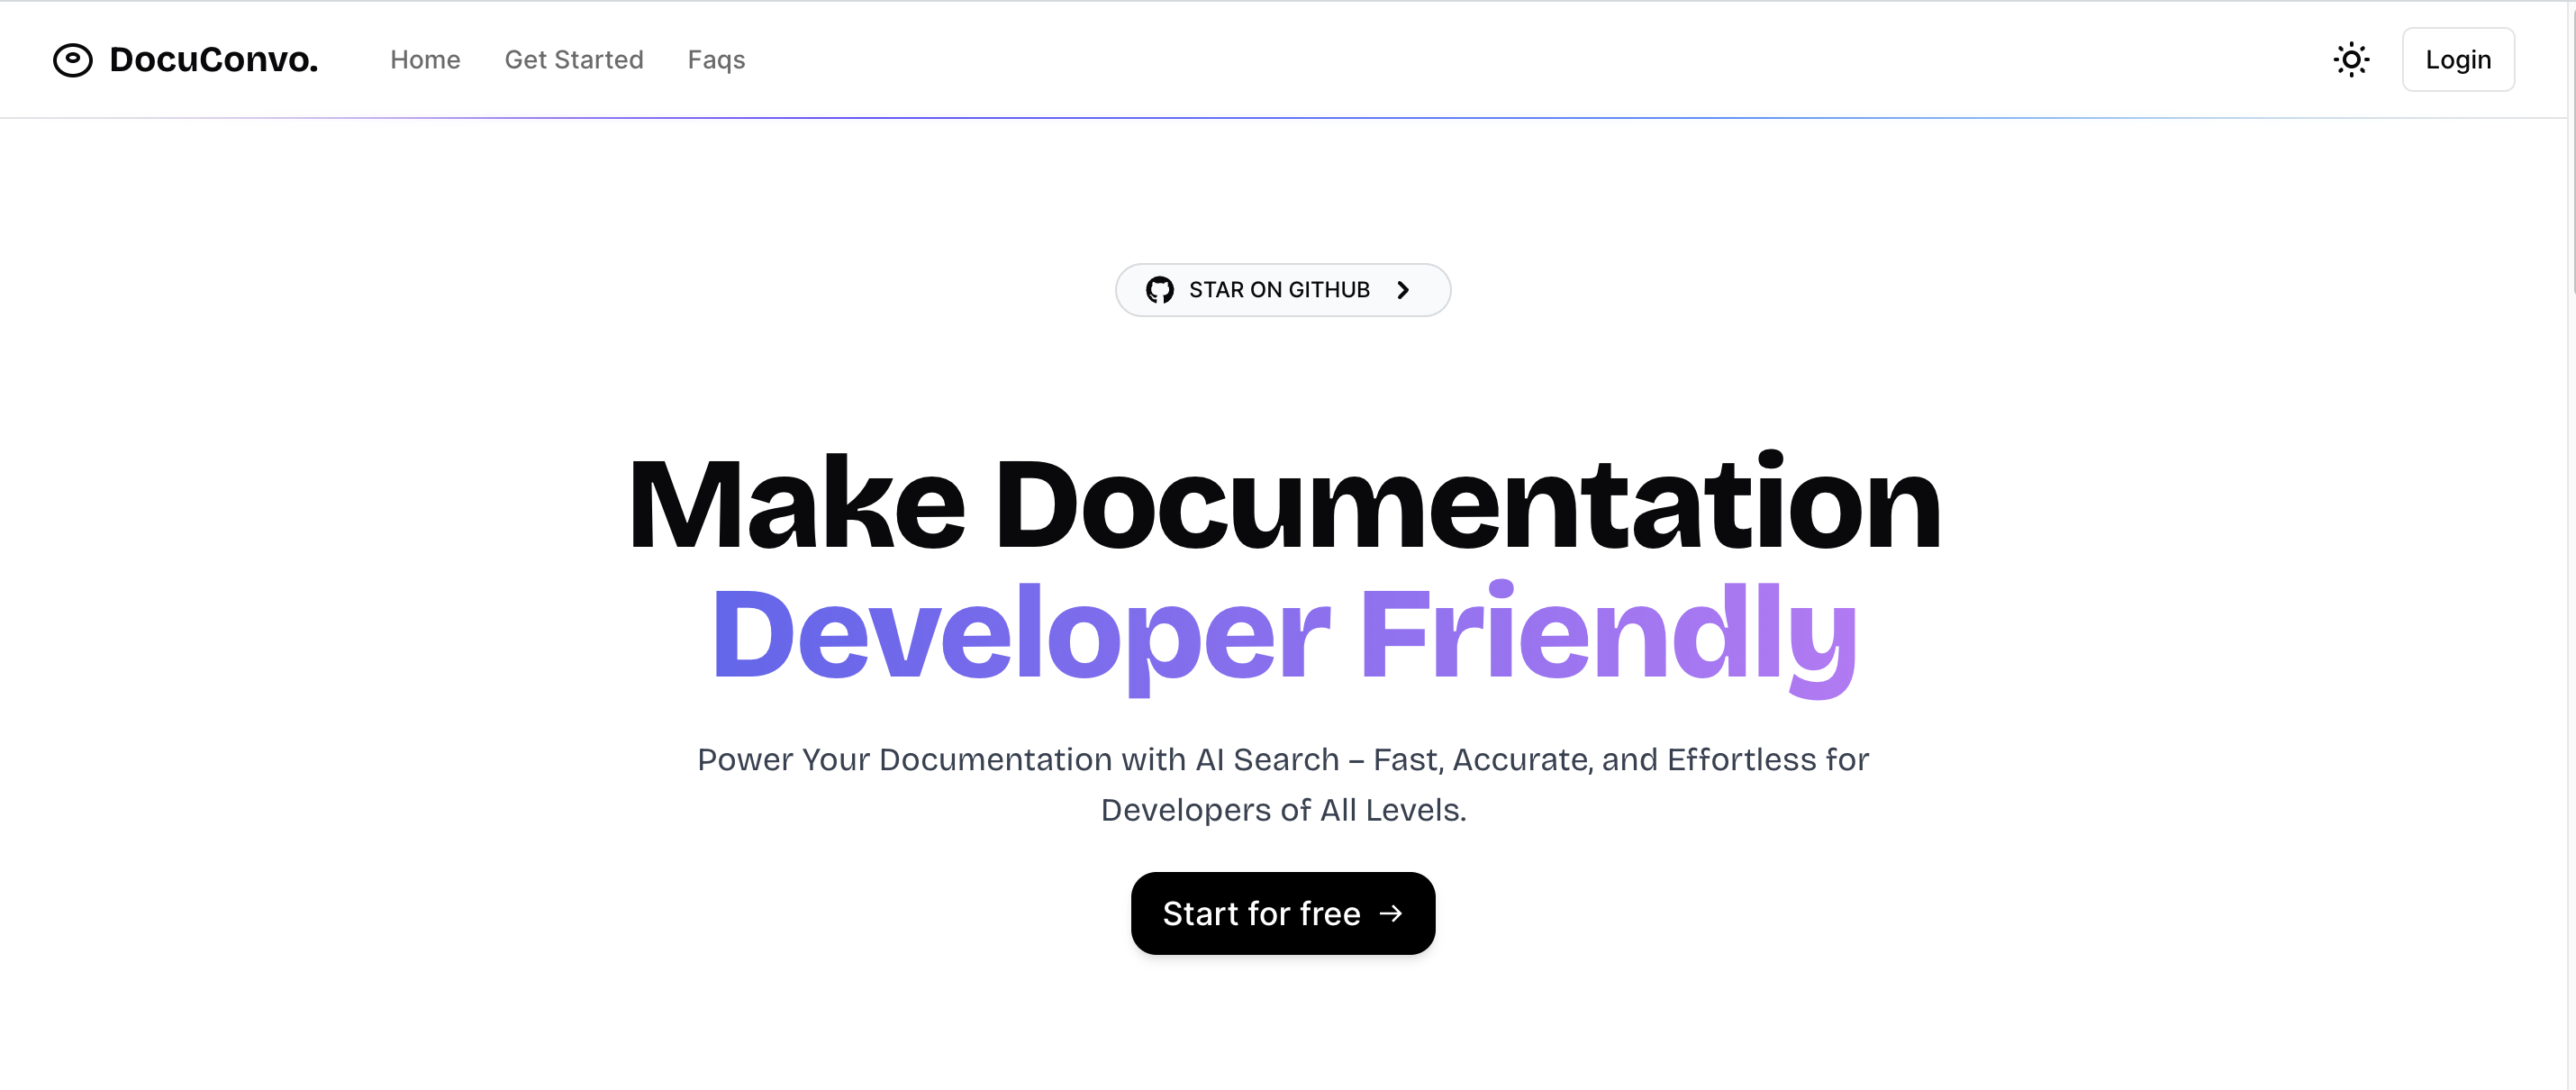 DocuConvo.
Home
Get Started
Faqs
Login
STAR ON GITHUB
Make Documentation
Developer Friendly
Power Your Documentation with AI Search – Fast, Accurate, and Effortless for
Developers of All Levels.
Start for free →